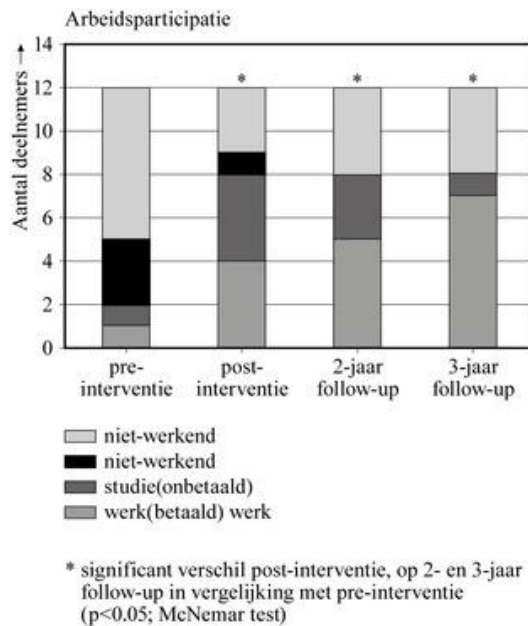 Arbeidsparticipatie
Aantal deelnemers →
14
12
10
8
6
4
2
0
* * *
pre-
interventie
post-
interventie
2-jaar
follow-up
3-jaar
follow-up
niet-werkend
niet-werkend
studie(onbetaald)
werk(betaald) werk
* significant verschil post-interventie, op 2- en 3-jaar
follow-up in vergelijking met pre-interventie
(p<0.05; McNemar test)